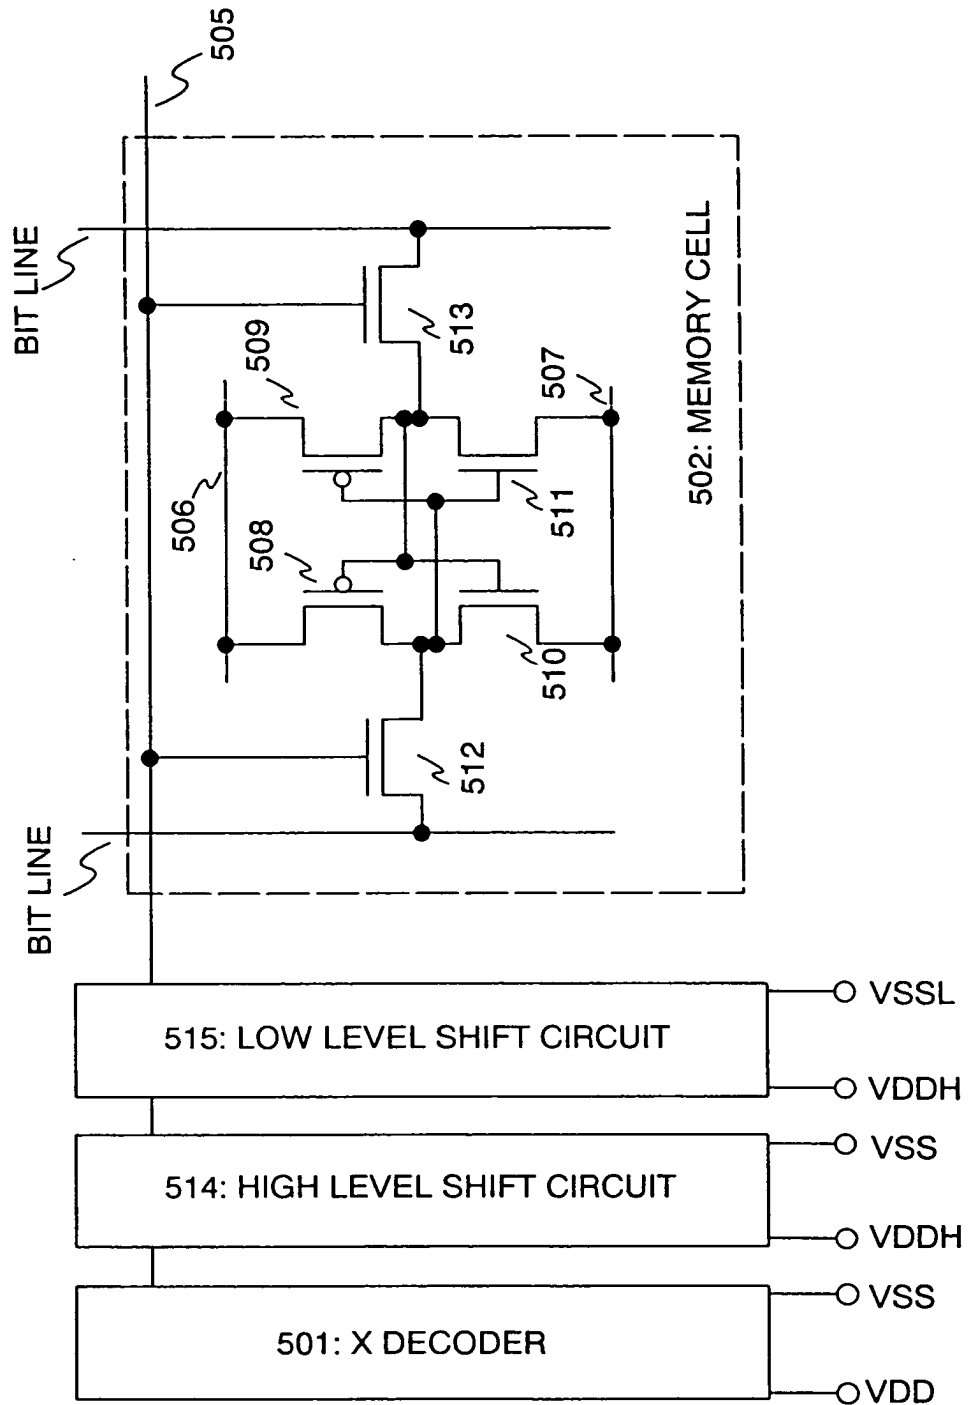 505
BIT LINE
BIT LINE
506
507
508
509
510
511
512
513
502: MEMORY CELL
515: LOW LEVEL SHIFT CIRCUIT
VSSL
VDDH
514: HIGH LEVEL SHIFT CIRCUIT
VSS
VDDH
501: X DECODER
VSS
VDD